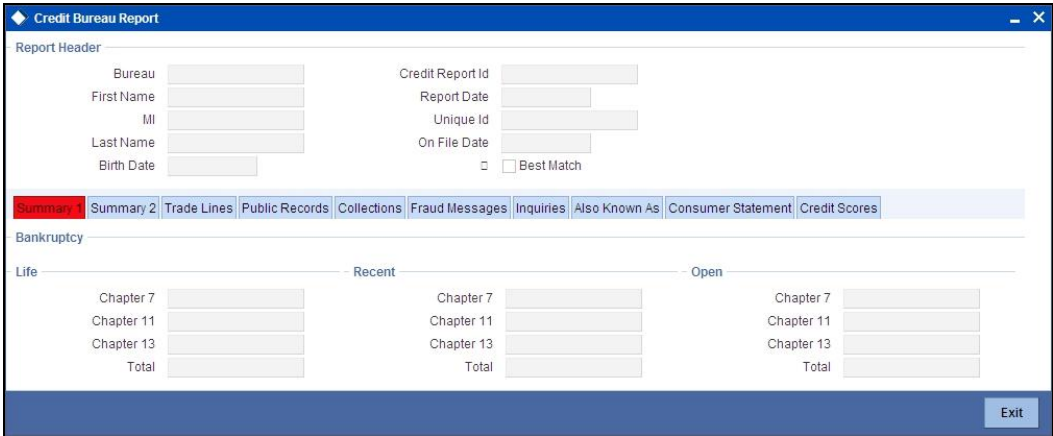 Credit Bureau Report
Report Header
Bureau Credit Report Id
First Name Report Date
MI Unique Id
Last Name On File Date
Birth Date Best Match
Summary 1 Summary 2 Trade Lines Public Records Collections Fraud Messages Inquiries Also Known As Consumer Statement Credit Scores
Bankruptcy
Life Recent Open
Chapter 7 Chapter 7 Chapter 7
Chapter 11 Chapter 11 Chapter 11
Chapter 13 Chapter 13 Chapter 13
Total Total Total
Exit